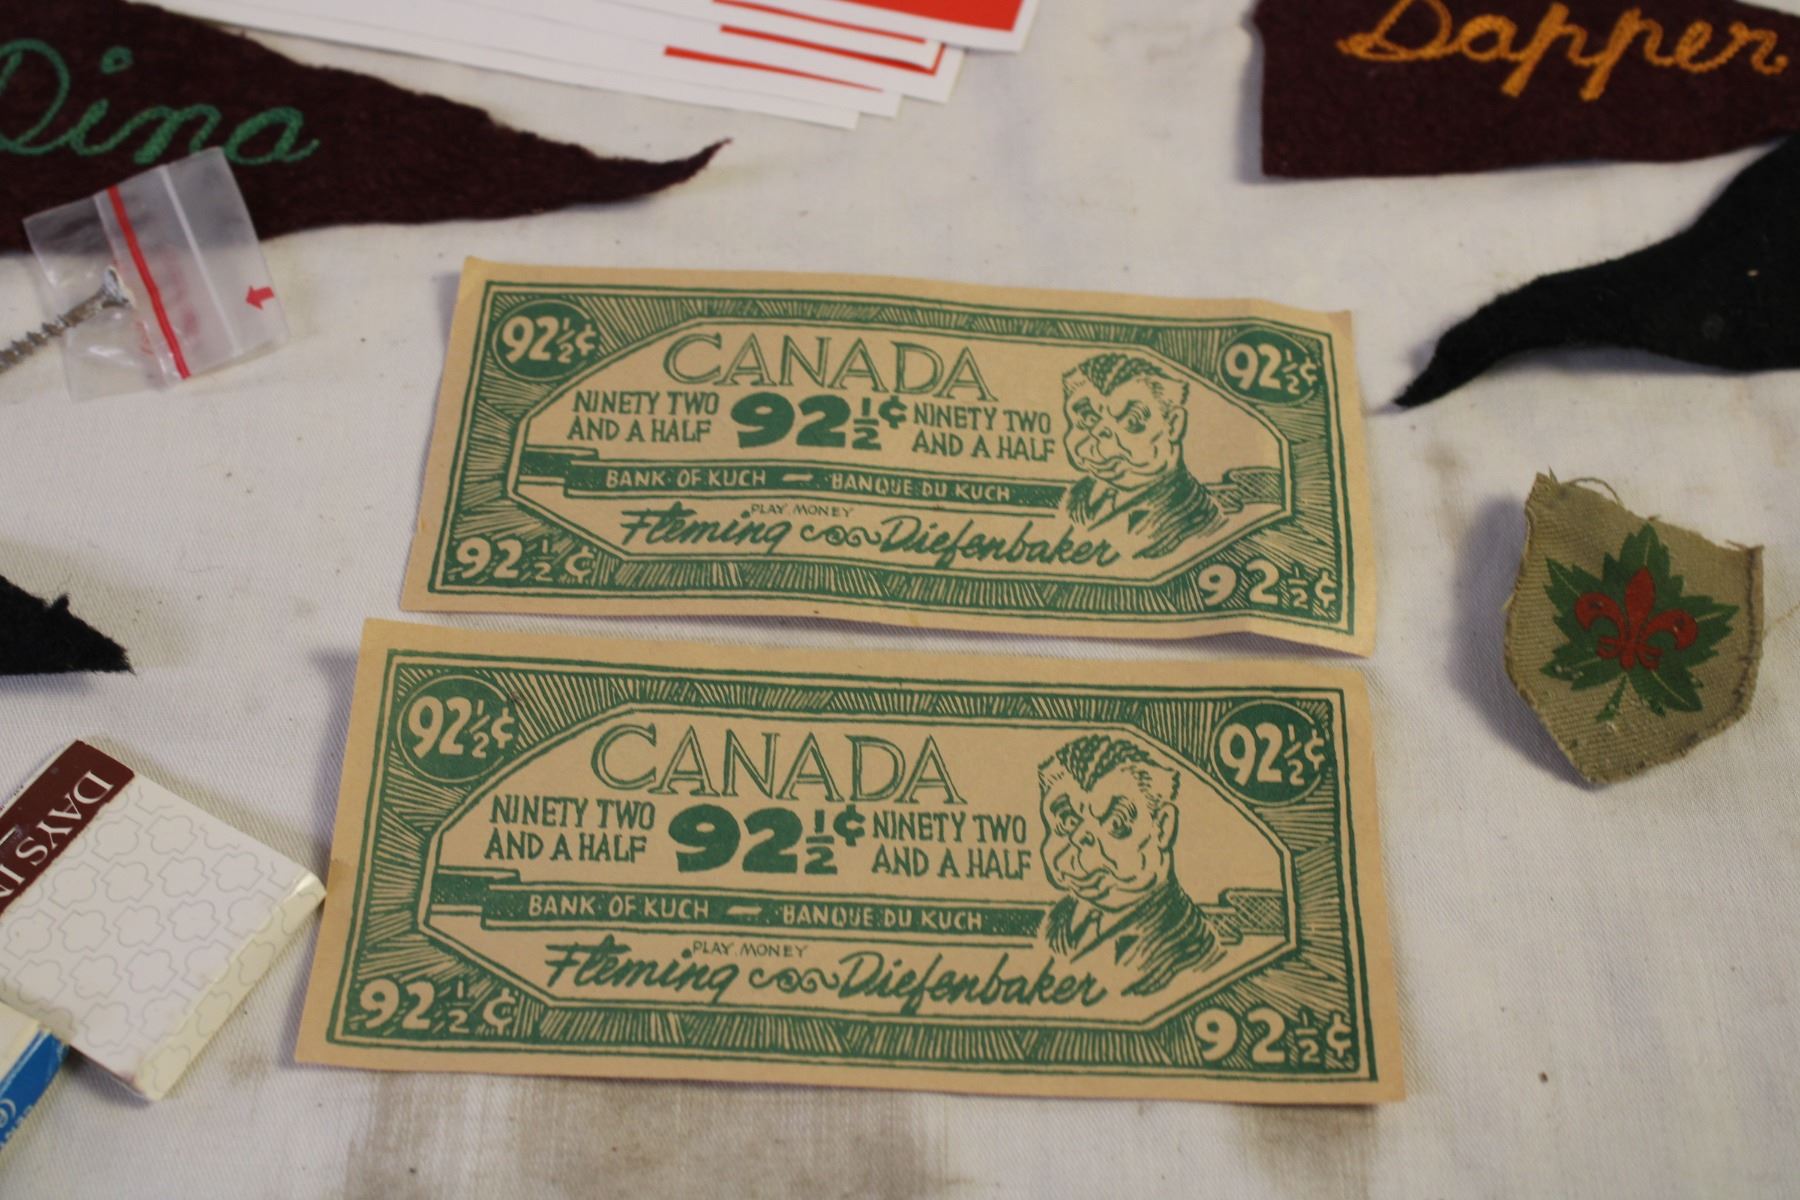 Dina
Dapper
92½¢ 92½¢
CANADA
NINETY TWO AND A HALF
92½¢
NINETY TWO AND A HALF
BANK OF KUCH — BANQUE DU KUCH
PLAY MONEY
Fleming Diefenbaker
92½¢ 92½¢
92½¢ 92½¢
CANADA
NINETY TWO AND A HALF
92½¢
NINETY TWO AND A HALF
BANK OF KUCH — BANQUE DU KUCH
PLAY MONEY
Fleming Diefenbaker
92½¢ 92½¢
DAYS IN